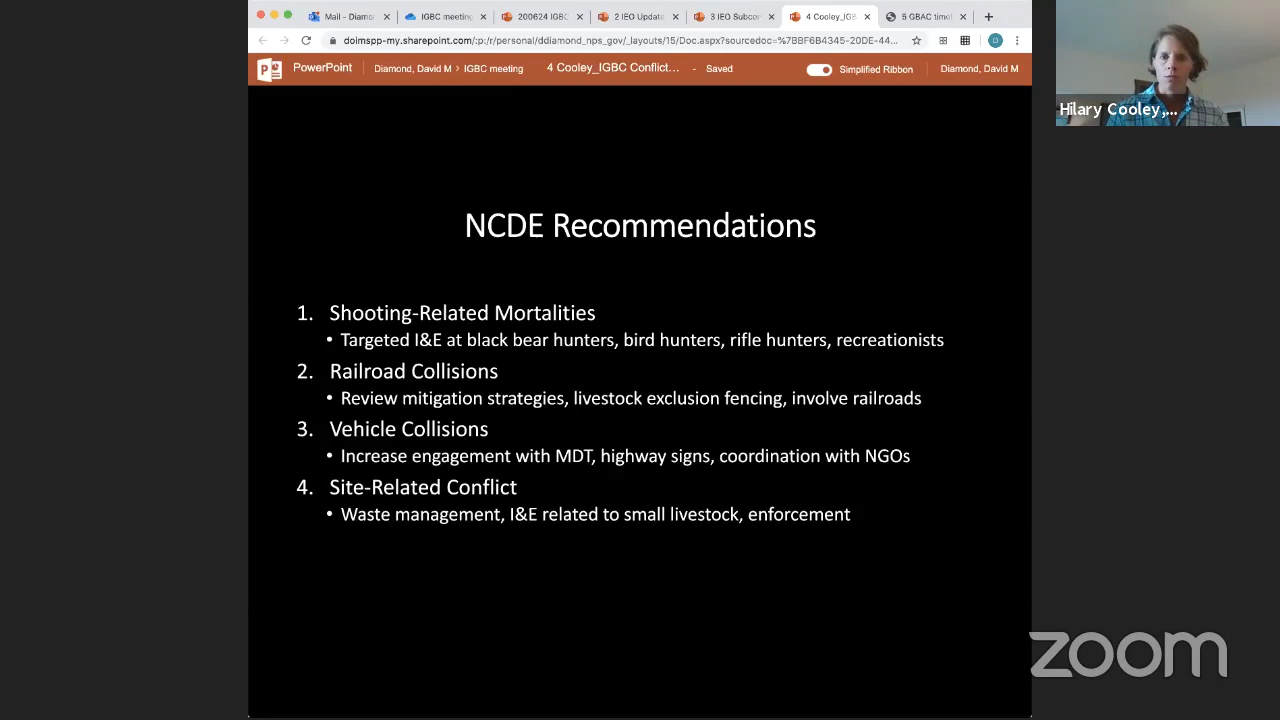 Mail - Diamo
IGBC meeting
200624 IGBC
2 IEO Update
3 IEO Subcom
4 Cooley_IGB
5 GBAC timel
doimspp-my.sharepoint.com/:p:/r/personal/ddiamond_nps_gov/_layouts/15/Doc.aspx?sourcedoc=%7BBF6B4345-20DE-44...
D
PowerPoint
Diamond, David M > IGBC meeting
4 Cooley_IGBC Conflict...
- Saved
Simplified Ribbon
Diamond, David M
Hilary Cooley,...
NCDE Recommendations
1. Shooting-Related Mortalities
• Targeted I&E at black bear hunters, bird hunters, rifle hunters, recreationists
2. Railroad Collisions
• Review mitigation strategies, livestock exclusion fencing, involve railroads
3. Vehicle Collisions
• Increase engagement with MDT, highway signs, coordination with NGOs
4. Site-Related Conflict
• Waste management, I&E related to small livestock, enforcement
zoom